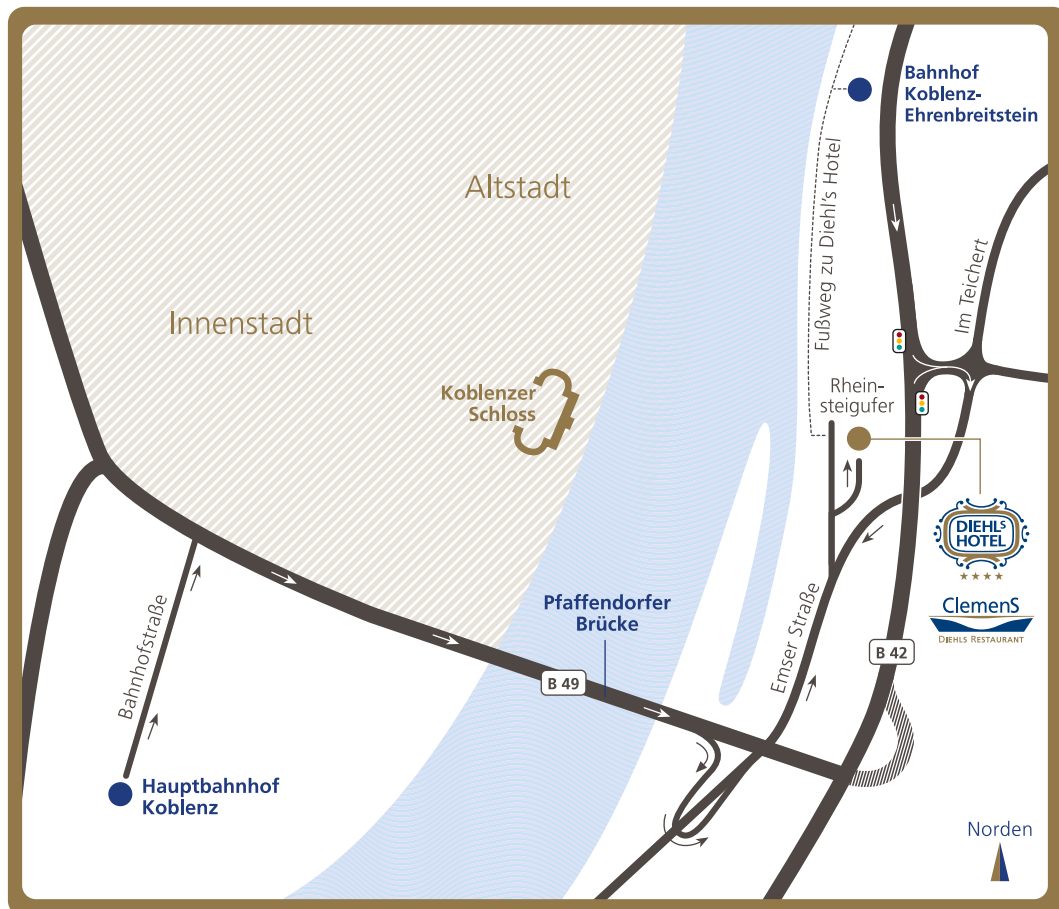 Bahnhof
Koblenz-
Ehrenbreitstein
Altstadt
Fußweg zu Diehl's Hotel
Im Teichert
Innenstadt
Koblenzer
Schloss
Rhein-
steigufer
DIEHLS
HOTEL
ClemenS
DIEHLS RESTAURANT
Pfaffendorfer
Brücke
Emser Straße
B 42
B 49
Bahnhofstraße
Hauptbahnhof
Koblenz
Norden